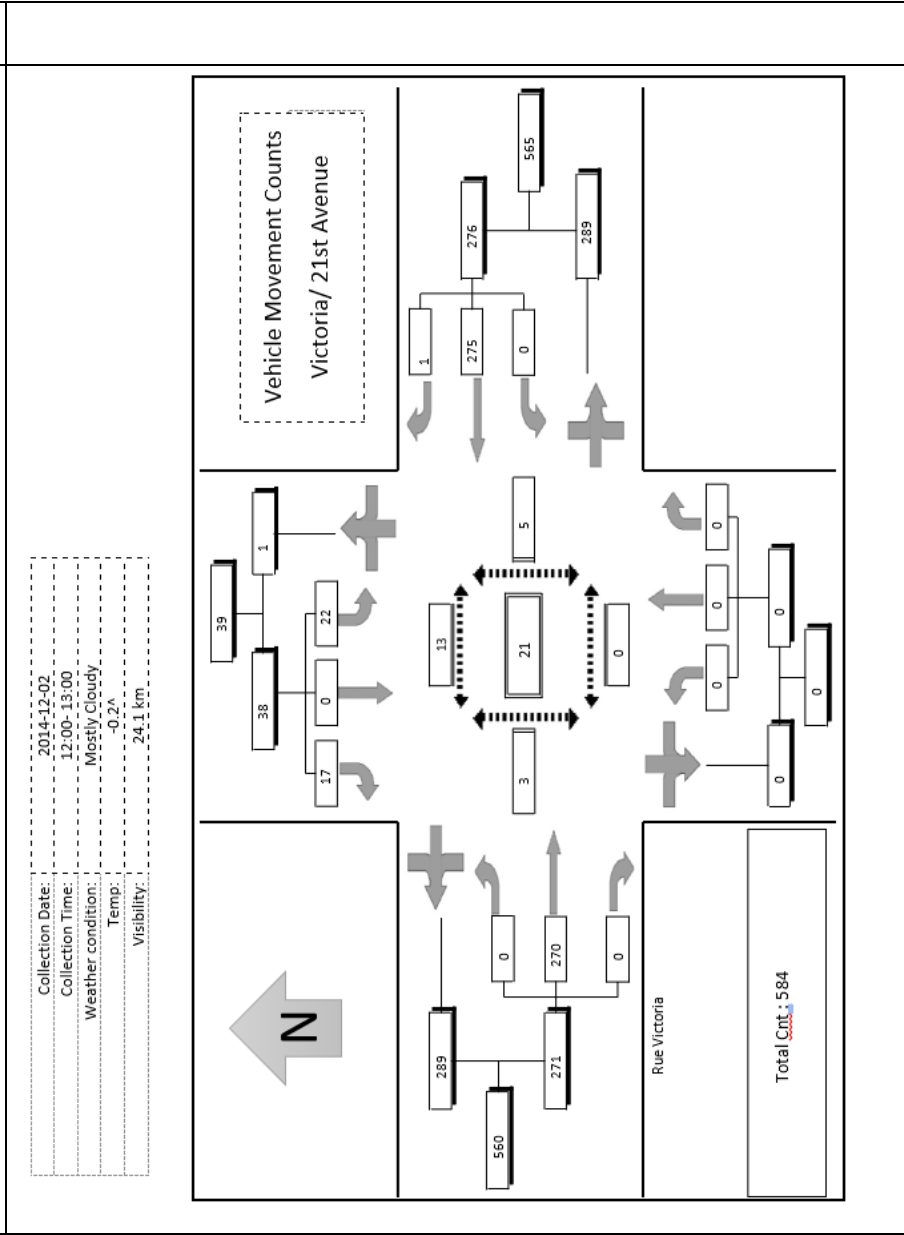 Collection Date: 2014-12-02
Collection Time: 12:00- 13:00
Weather condition: Mostly Cloudy
Temp: -0.2^
Visibility: 24.1 km
Vehicle Movement Counts
Victoria/ 21st Avenue
N
39
38 1
17 0 22
1
289 13
275 276
560
0
3 21 5
0 565
271 270
289
0 0
Rue Victoria
0 0 0
0 0
Total Cnt : 584
0